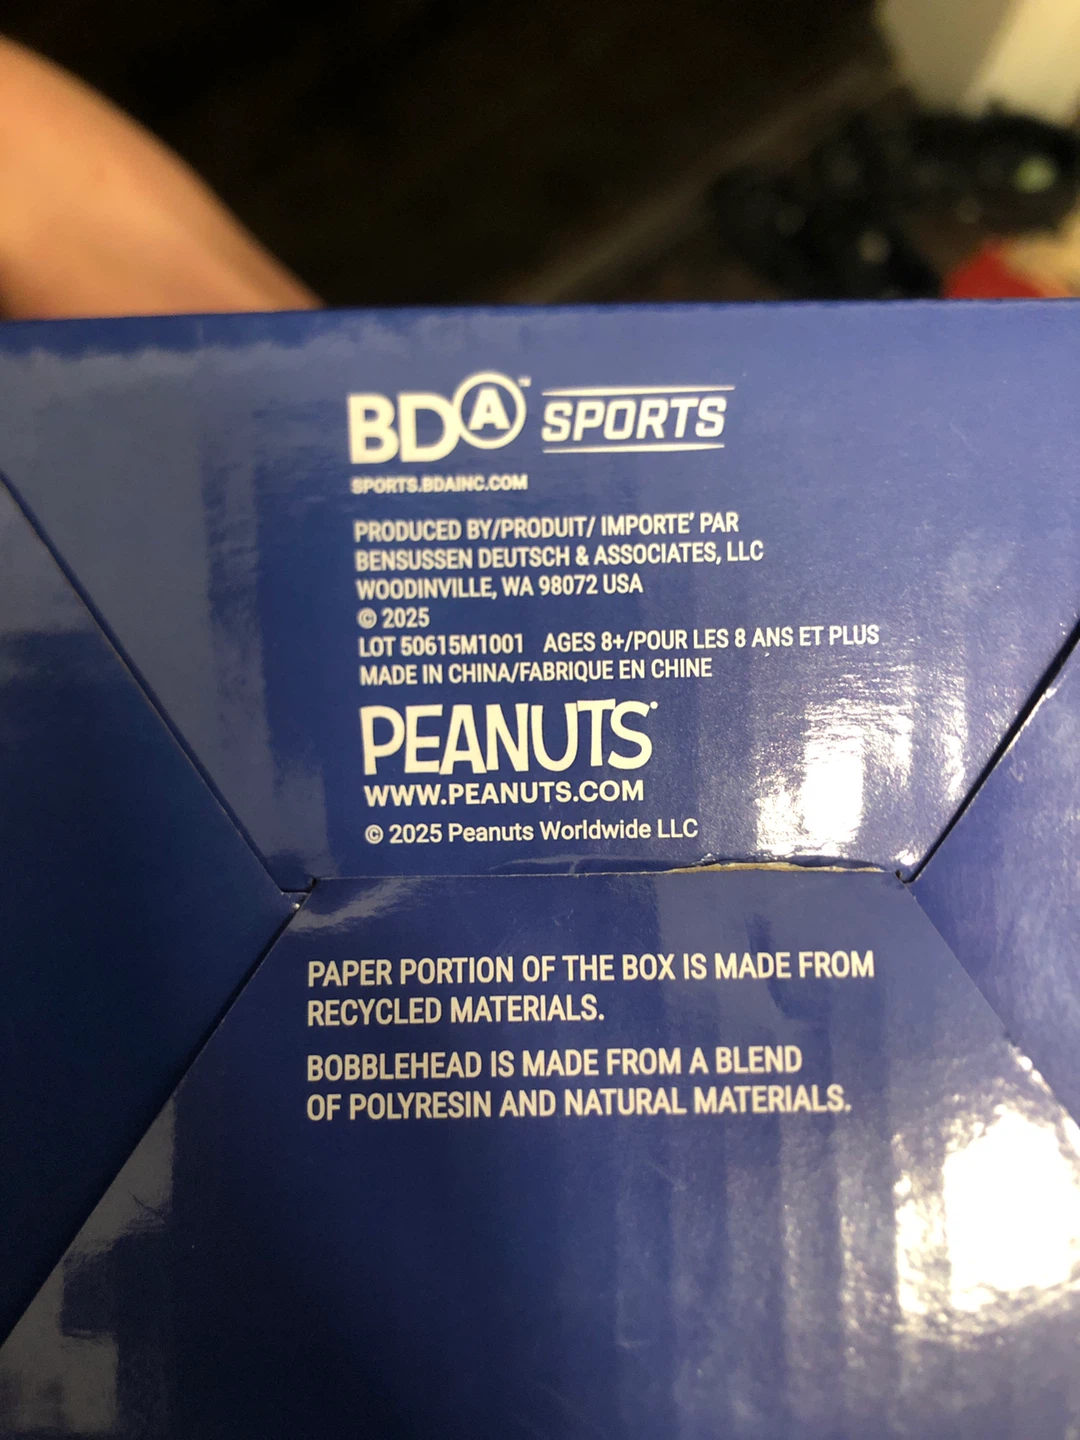 BDA™ SPORTS
SPORTS.BDAINC.COM
PRODUCED BY/PRODUIT/ IMPORTE' PAR
BENSUSSEN DEUTSCH & ASSOCIATES, LLC
WOODINVILLE, WA 98072 USA
© 2025
LOT 50615M1001 AGES 8+/POUR LES 8 ANS ET PLUS
MADE IN CHINA/FABRIQUE EN CHINE
PEANUTS
WWW.PEANUTS.COM
© 2025 Peanuts Worldwide LLC
PAPER PORTION OF THE BOX IS MADE FROM
RECYCLED MATERIALS.
BOBBLEHEAD IS MADE FROM A BLEND
OF POLYRESIN AND NATURAL MATERIALS.